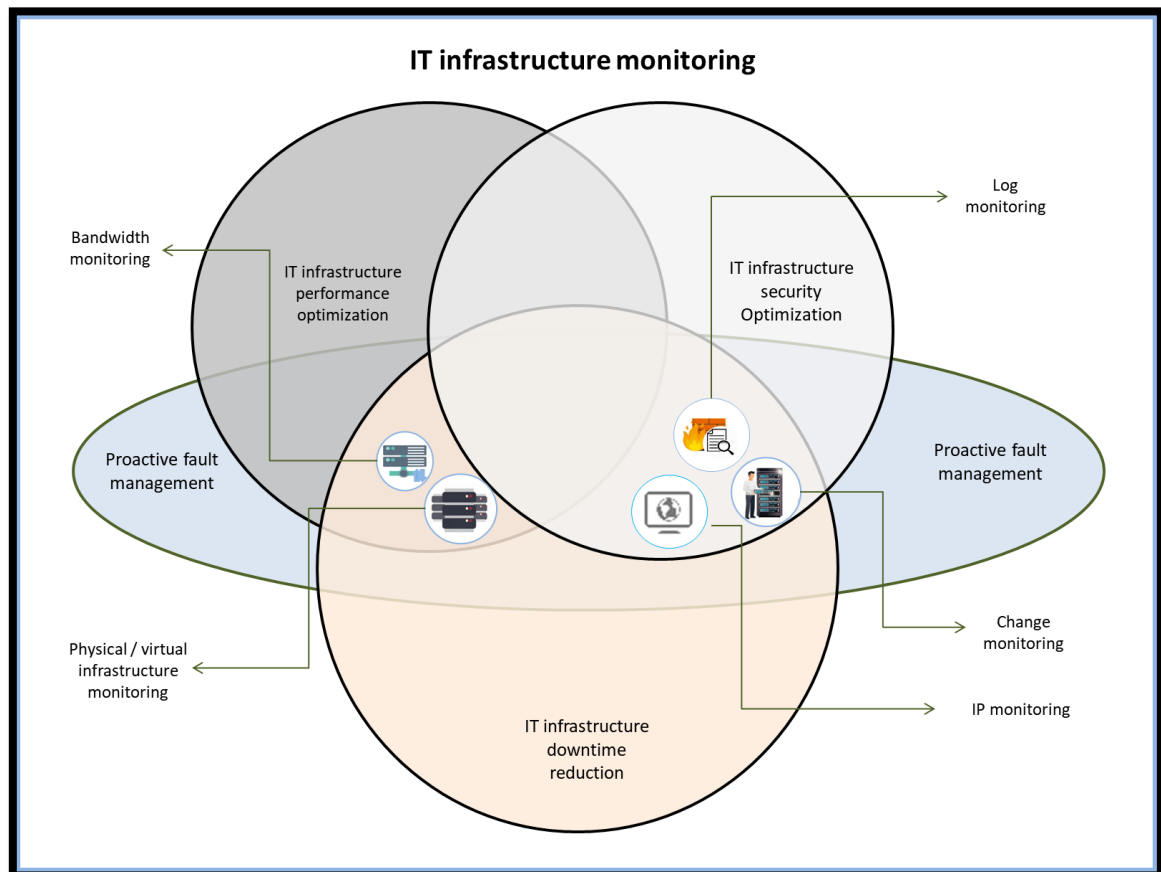 IT infrastructure monitoring
Log
monitoring
Bandwidth
monitoring
IT infrastructure
performance
optimization
IT infrastructure
security
Optimization
Proactive fault
management
Proactive fault
management
Physical / virtual
infrastructure
monitoring
Change
monitoring
IP monitoring
IT infrastructure
downtime
reduction